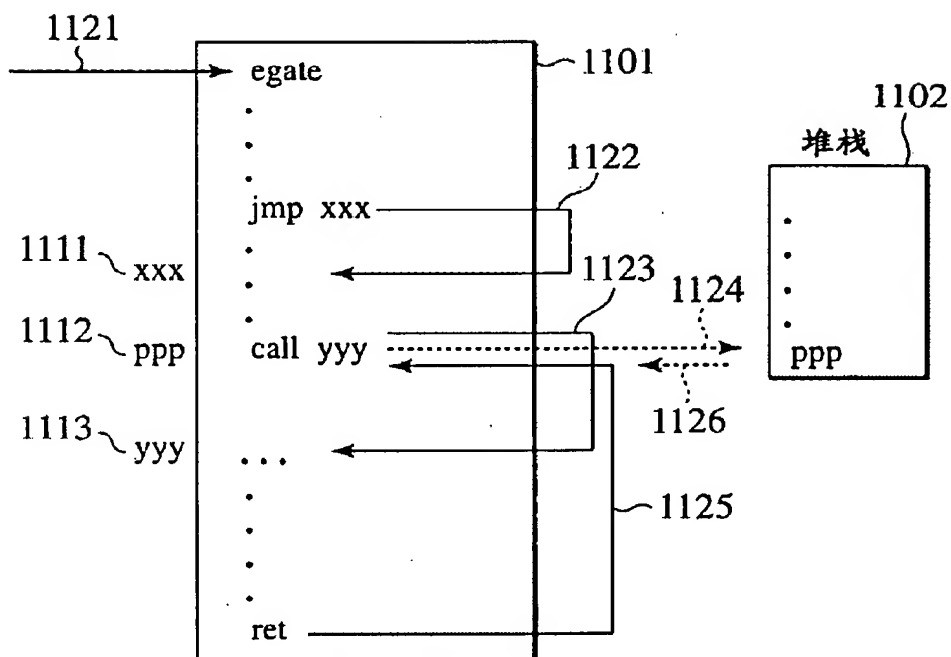 1121
egate
1101
1102
堆栈
1122
jmp xxx
1111
xxx
1123
1124
1112
ppp
call yyy
ppp
1126
1113
yyy
1125
ret